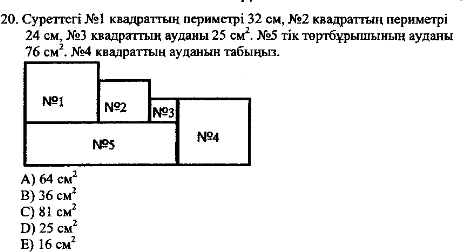 20. Суреттегі №1 квадраттың периметрі 32 см, №2 квадраттың периметрі
24 см, №3 квадраттың ауданы 25 см². №5 тік төртбұрышының ауданы
76 см². №4 квадраттың ауданын табыңыз.
№1
№2
№3
№4
№5
A) 64 см²
B) 36 см²
C) 81 см²
D) 25 см²
E) 16 см²